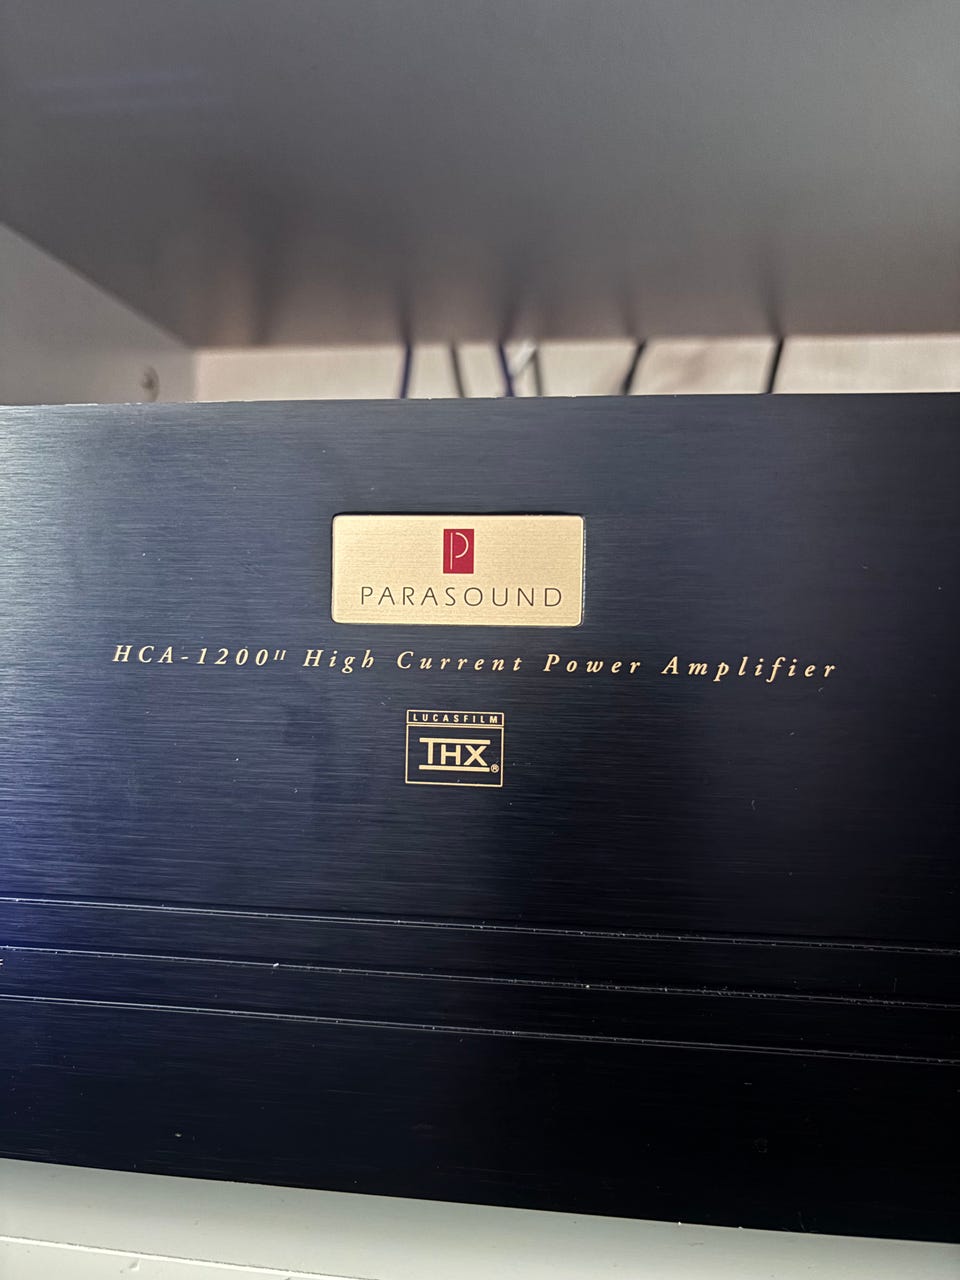 P
PARASOUND
HCA-1200II High Current Power Amplifier
LUCASFILM
THX®